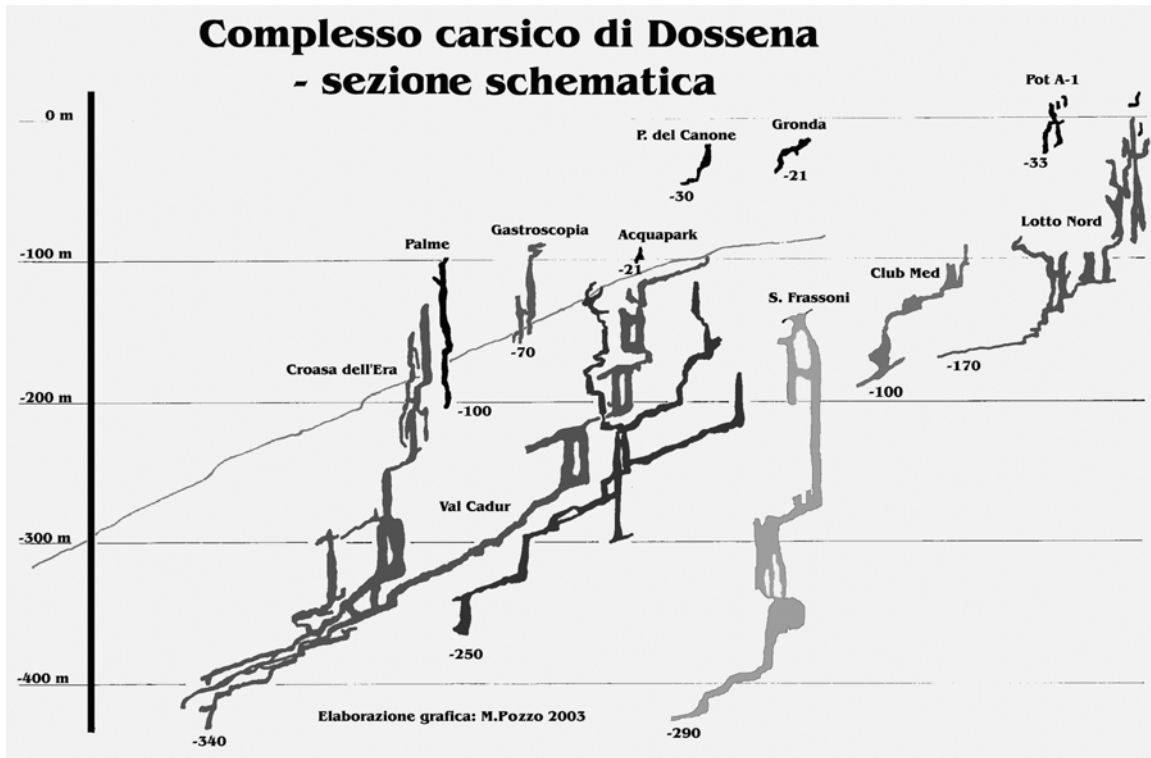 Complesso carsico di Dossena
- sezione schematica
Pot A-1
0 m
P. del Canone
Gronda
-33
-21
-30
Lotto Nord
Gastroscopia
Acquapark
Palme
-100 m
-21
Club Med
S. Frassoni
-70
Croasa dell'Era
-170
-100
-200 m
-100
Val Cadur
-300 m
-250
-400 m
Elaborazione grafica: M.Pozzo 2003
-290
-340